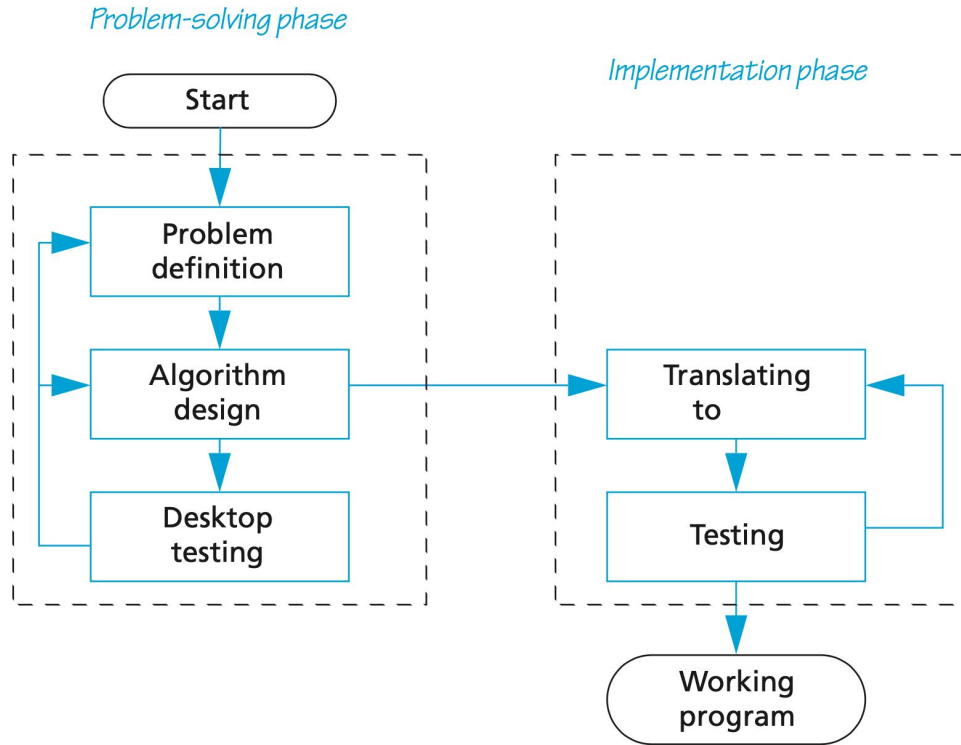 Problem-solving phase
Implementation phase
Start
Problem
definition
Algorithm
design
Desktop
testing
Translating
to
Testing
Working
program